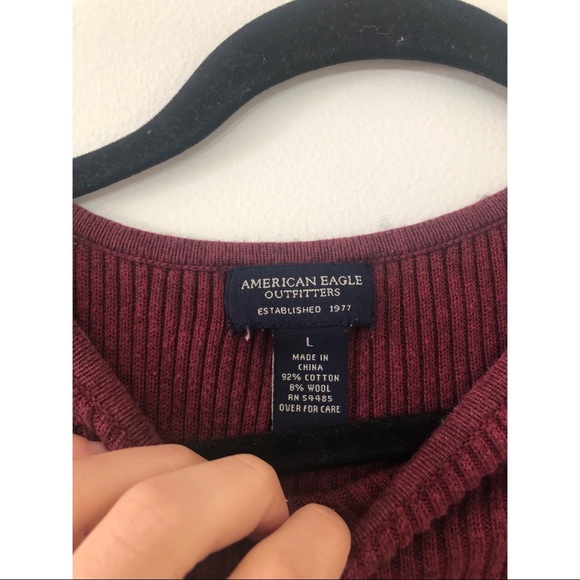 AMERICAN EAGLE
OUTFITTERS
ESTABLISHED 1977
L
MADE IN
CHINA
92% COTTON
8% WOOL
RN 54485
OVER FOR CARE